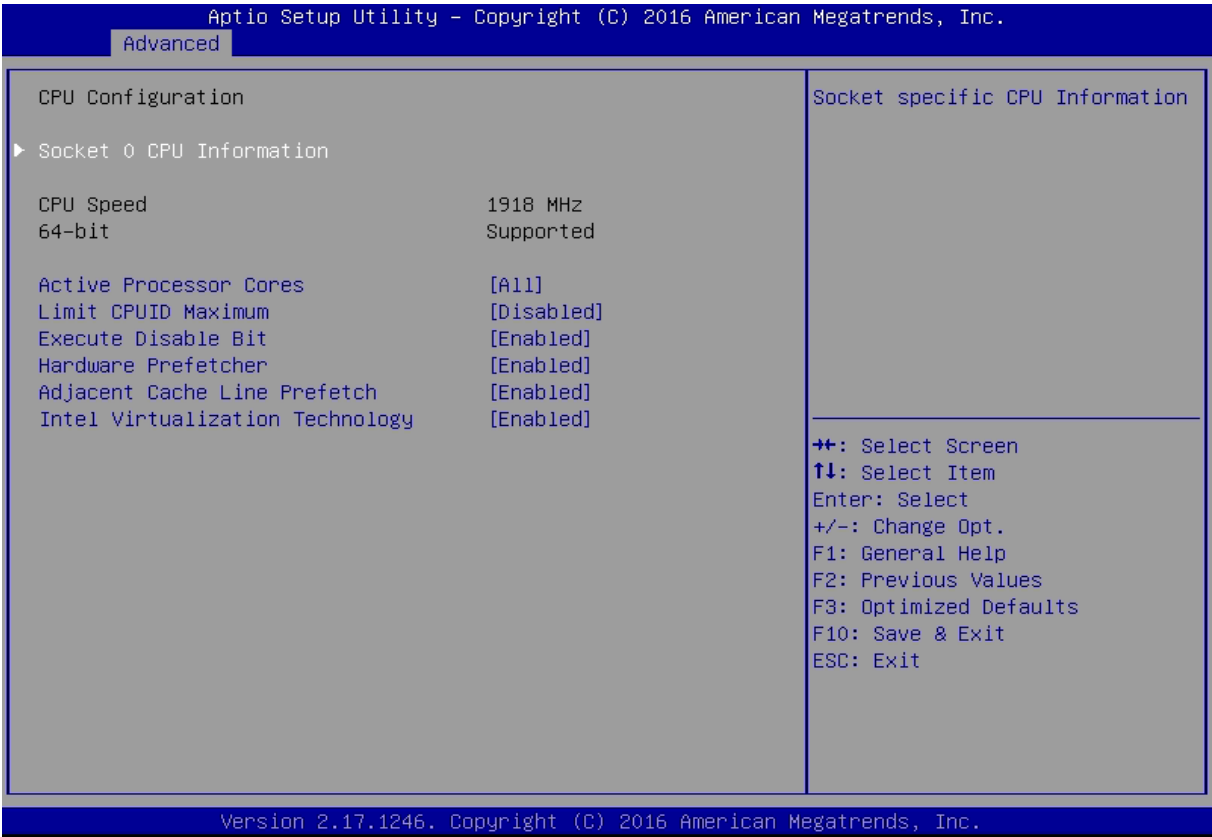 Aptio Setup Utility – Copyright (C) 2016 American Megatrends, Inc.
Advanced
CPU Configuration
Socket 0 CPU Information
CPU Speed 1918 MHz
64-bit Supported
Active Processor Cores [All]
Limit CPUID Maximum [Disabled]
Execute Disable Bit [Enabled]
Hardware Prefetcher [Enabled]
Adjacent Cache Line Prefetch [Enabled]
Intel Virtualization Technology [Enabled]
Socket specific CPU Information
→←: Select Screen
↑↓: Select Item
Enter: Select
+/-: Change Opt.
F1: General Help
F2: Previous Values
F3: Optimized Defaults
F10: Save & Exit
ESC: Exit
Version 2.17.1246. Copyright (C) 2016 American Megatrends, Inc.